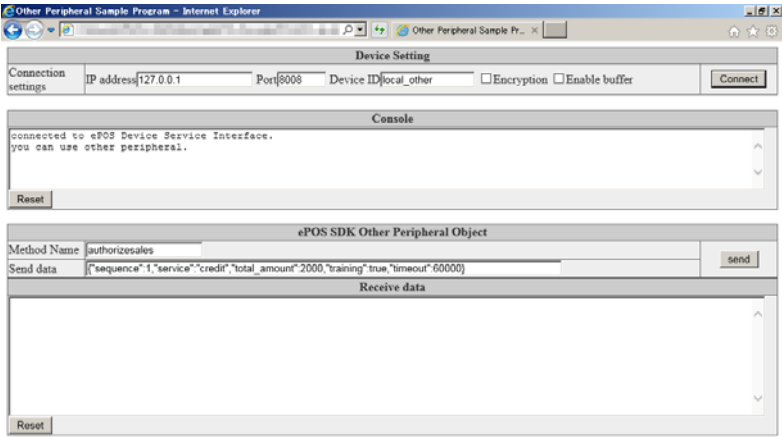 Other Peripheral Sample Program - Internet Explorer
Other Peripheral Sample Pr...
Device Setting
Connection settings IP address 127.0.0.1 Port 8008 Device ID local_other Encryption Enable buffer Connect
Console
connected to ePOS Device Service Interface.
you can use other peripheral.
Reset
ePOS SDK Other Peripheral Object
Method Name authorizesales
Send data {"sequence":1,"service":"credit","total_amount":2000,"training":true,"timeout":60000}
send
Receive data
Reset